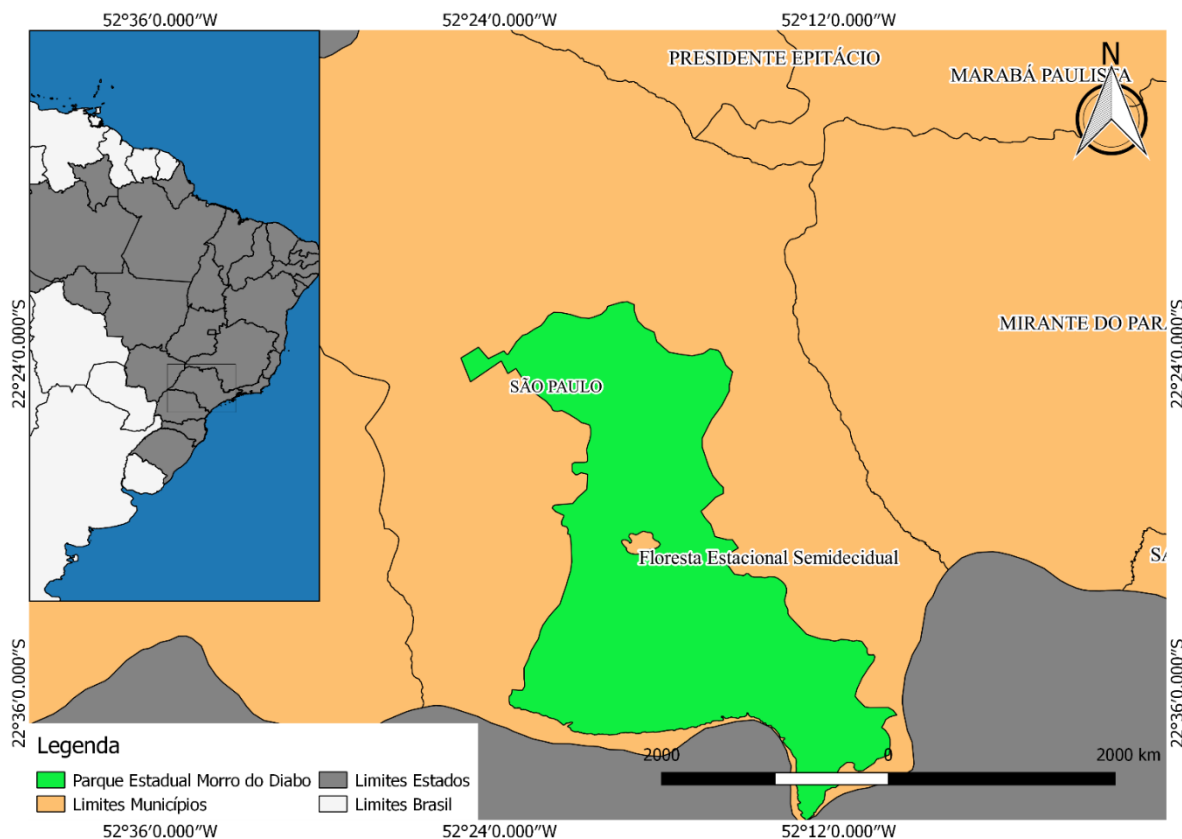 52°36′0.000″W 52°24′0.000″W 52°12′0.000″W
PRESIDENTE EPITÁCIO
MARABÁ PAULISTA
N
22°24′0.000″S
MIRANTE DO PARA
22°24′0.000″S
SÃO PAULO
Floresta Estacional Semidecidual
SA
22°36′0.000″S
22°36′0.000″S
Legenda
Parque Estadual Morro do Diabo
Limites Estados
Limites Municípios
Limites Brasil
2000 0 2000 km
52°36′0.000″W 52°24′0.000″W 52°12′0.000″W